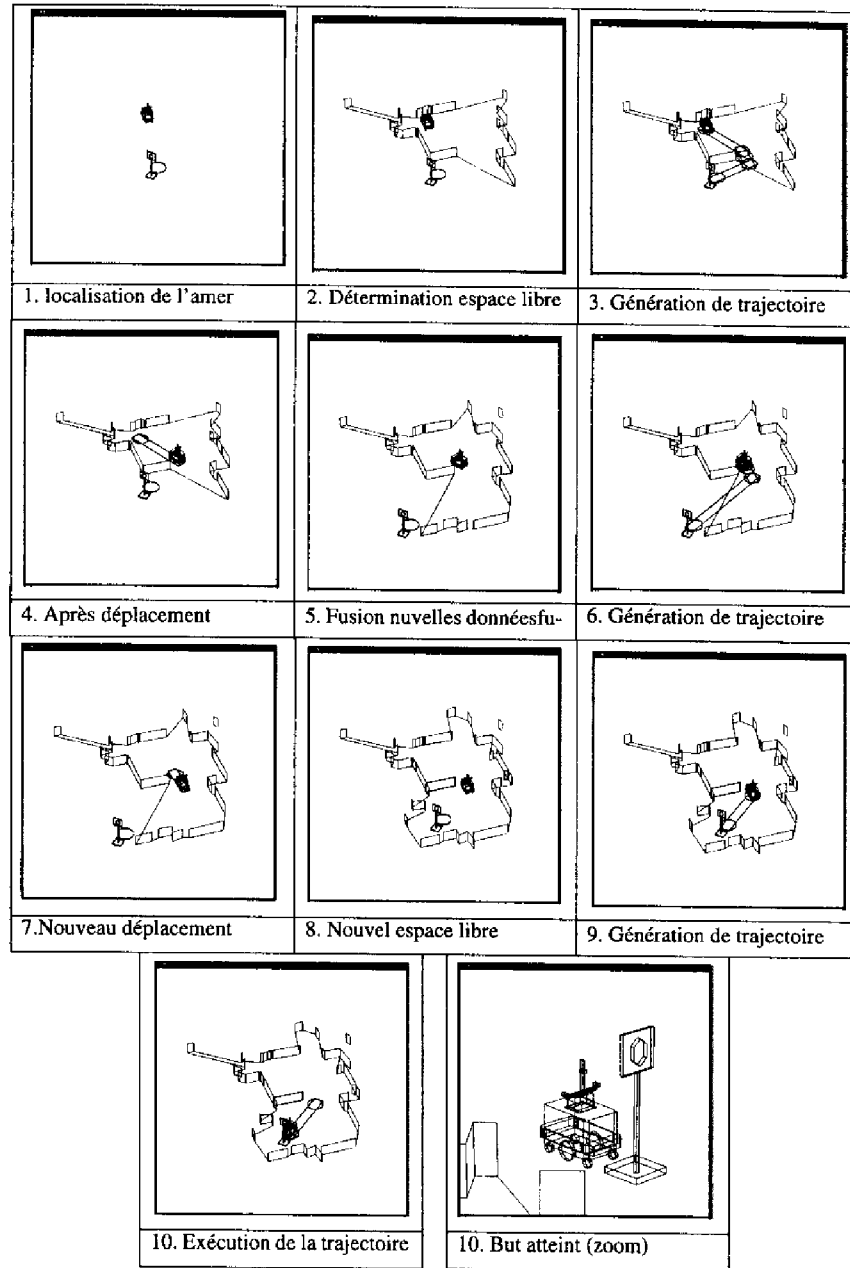 1. localisation de l'amer
2. Détermination espace libre
3. Génération de trajectoire
4. Après déplacement
5. Fusion nuvelles donnéesfu-
6. Génération de trajectoire
7.Nouveau déplacement
8. Nouvel espace libre
9. Génération de trajectoire
10. Exécution de la trajectoire
10. But atteint (zoom)